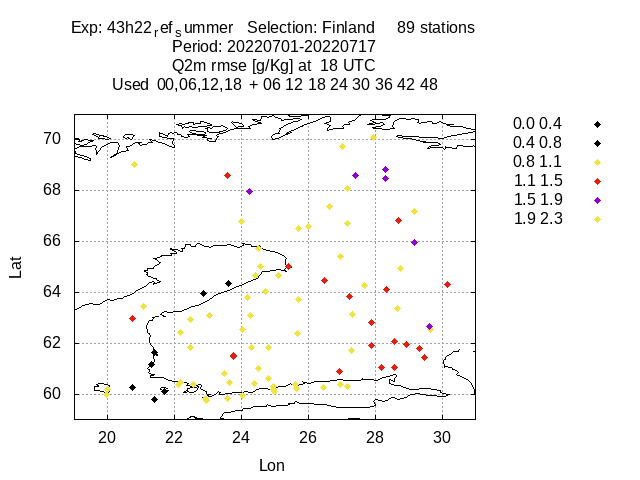 Exp: 43h22ref summer Selection: Finland 89 stations
Period: 20220701-20220717
Q2m rmse [g/Kg] at 18 UTC
Used 00,06,12,18 + 06 12 18 24 30 36 42 48
70
68
66
64
62
60
Lat
20 22 24 26 28 30
Lon
0.0 0.4
0.4 0.8
0.8 1.1
1.1 1.5
1.5 1.9
1.9 2.3